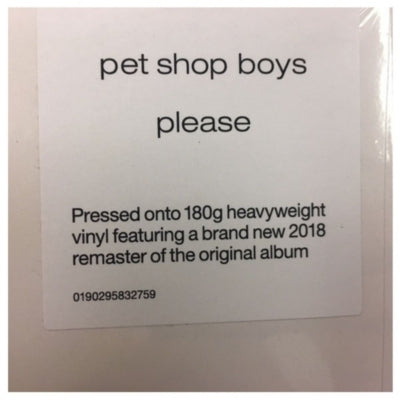 pet shop boys
please
Pressed onto 180g heavyweight
vinyl featuring a brand new 2018
remaster of the original album
0190295832759